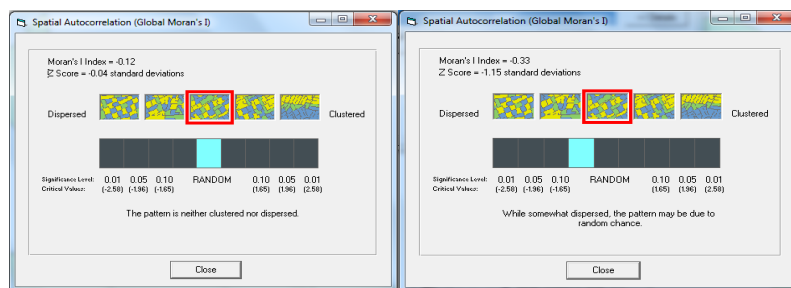 Spatial Autocorrelation (Global Moran's I)
Moran's I Index = -0.12
Z Score = -0.04 standard deviations
Dispersed
Clustered
Significance Level: 0.01 0.05 0.10 RANDOM 0.10 0.05 0.01
Critical Values: (-2.58) (-1.96) (-1.65) (1.65) (1.96) (2.58)
The pattern is neither clustered nor dispersed.
Close
Spatial Autocorrelation (Global Moran's I)
Moran's I Index = -0.33
Z Score = -1.15 standard deviations
Dispersed
Clustered
Significance Level: 0.01 0.05 0.10 RANDOM 0.10 0.05 0.01
Critical Values: (-2.58) (-1.96) (-1.65) (1.65) (1.96) (2.58)
While somewhat dispersed, the pattern may be due to
random chance.
Close